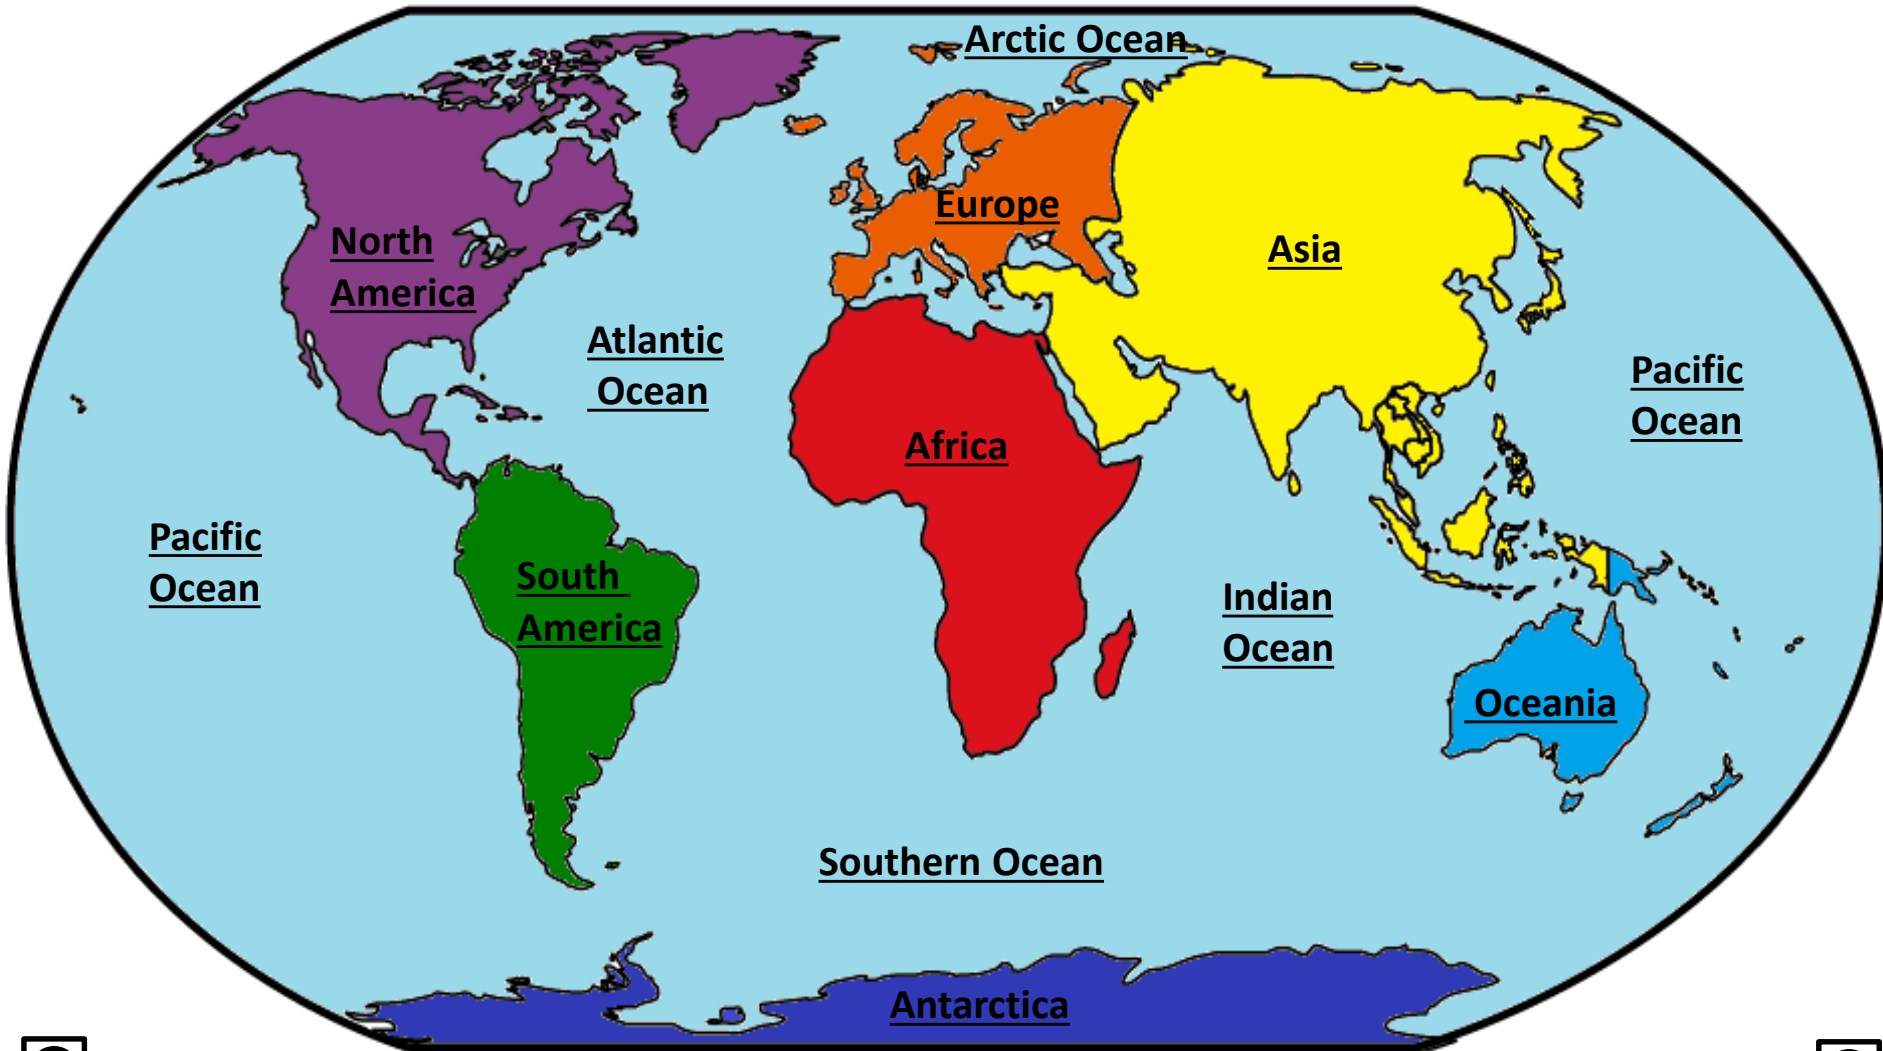 Arctic Ocean
Europe
North
America
Asia
Atlantic
Ocean
Pacific
Ocean
Africa
Pacific
Ocean
South
America
Indian
Ocean
Oceania
Southern Ocean
Antarctica